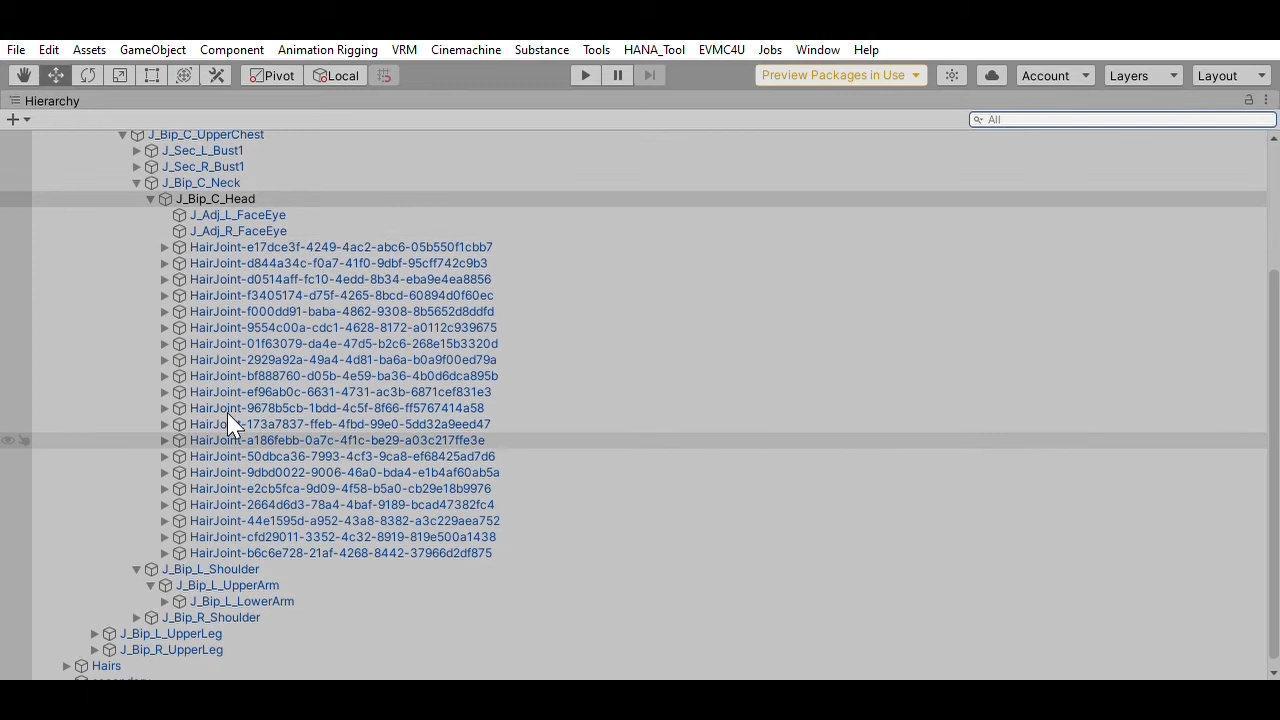 File Edit Assets GameObject Component Animation Rigging VRM Cinemachine Substance Tools HANA_Tool EVMC4U Jobs Window Help
Pivot Local Preview Packages in Use Account Layers Layout
Hierarchy
All
J_Bip_C_UpperChest
J_Sec_L_Bust1
J_Sec_R_Bust1
J_Bip_C_Neck
J_Bip_C_Head
J_Adj_L_FaceEye
J_Adj_R_FaceEye
HairJoint-e17dce3f-4249-4ac2-abc6-05b550f1cbb7
HairJoint-d844a34c-f0a7-41f0-9dbf-95cff742c9b3
HairJoint-d0514aff-fc10-4edd-8b34-eba9e4ea8856
HairJoint-f3405174-d75f-4265-8bcd-60894d0f60ec
HairJoint-f000dd91-baba-4862-9308-8b5652d8ddfd
HairJoint-9554c00a-cdc1-4628-8172-a0112c939675
HairJoint-01f63079-da4e-47d5-b2c6-268e15b3320d
HairJoint-2929a92a-49a4-4d81-ba6a-b0a9f00ed79a
HairJoint-bf888760-d05b-4e59-ba36-4b0d6dca895b
HairJoint-ef96ab0c-6631-4731-ac3b-6871cef831e3
HairJoint-9678b5cb-1bdd-4c5f-8f66-ff5767414a58
HairJoint-173a7837-ffeb-4fbd-99e0-5dd32a9eed47
HairJoint-a186febb-0a7c-4f1c-be29-a03c217ffe3e
HairJoint-50dbca36-7993-4cf3-9ca8-ef68425ad7d6
HairJoint-9dbd0022-9006-46a0-bda4-e1b4af60ab5a
HairJoint-e2cb5fca-9d09-4f58-b5a0-cb29e18b9976
HairJoint-2664d6d3-78a4-4baf-9189-bcad47382fc4
HairJoint-44e1595d-a952-43a8-8382-a3c229aea752
HairJoint-cfd29011-3352-4c32-8919-819e500a1438
HairJoint-b6c6e728-21af-4268-8442-37966d2df875
J_Bip_L_Shoulder
J_Bip_L_UpperArm
J_Bip_L_LowerArm
J_Bip_R_Shoulder
J_Bip_L_UpperLeg
J_Bip_R_UpperLeg
Hairs